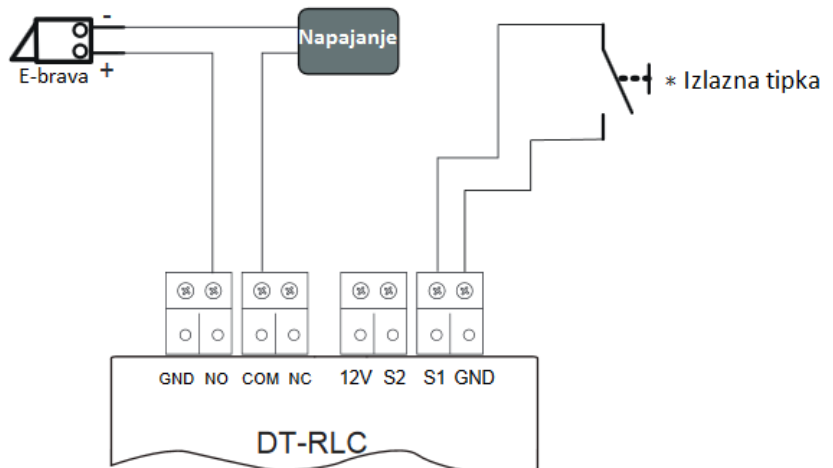 -
Napajanje
E-brava +
* Izlazna tipka
GND NO COM NC 12V S2 S1 GND
DT-RLC